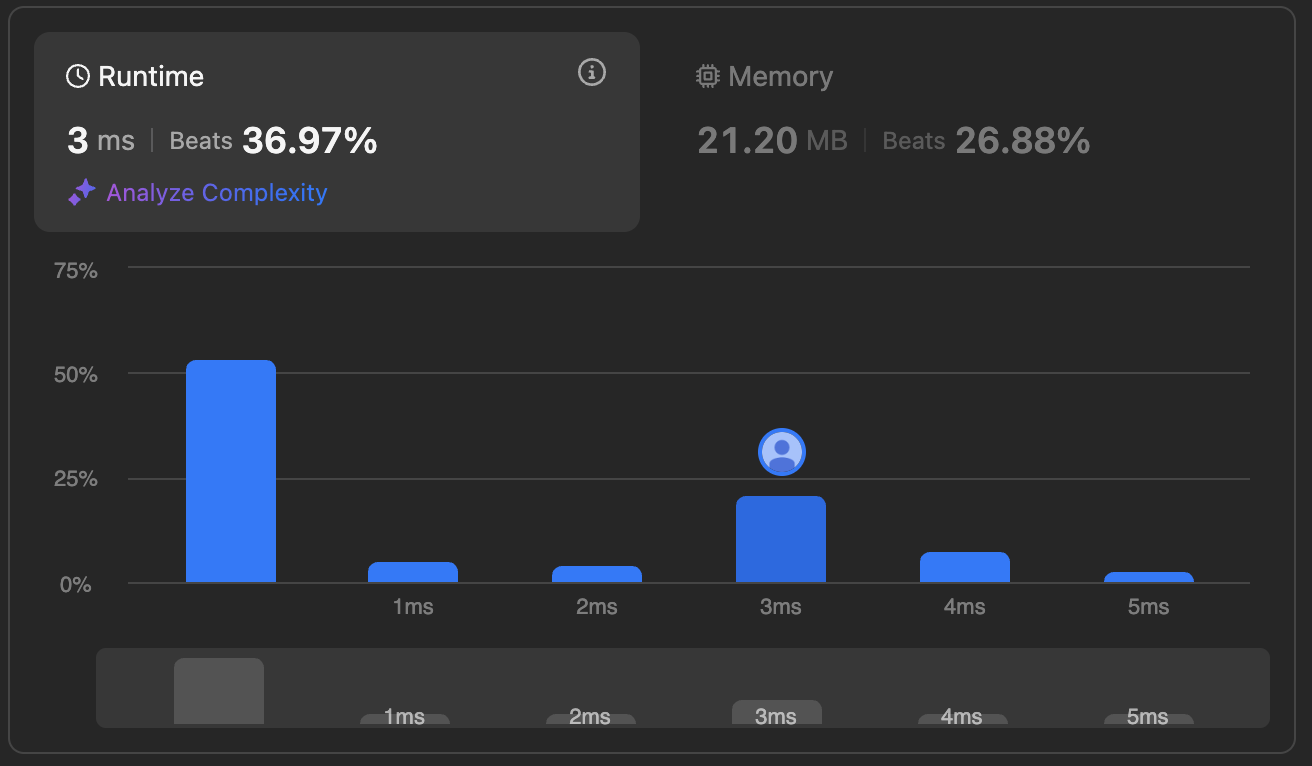 Runtime
3 ms | Beats 36.97%
Analyze Complexity
Memory
21.20 MB | Beats 26.88%
75%
50%
25%
0%
1ms 2ms 3ms 4ms 5ms
1ms 2ms 3ms 4ms 5ms